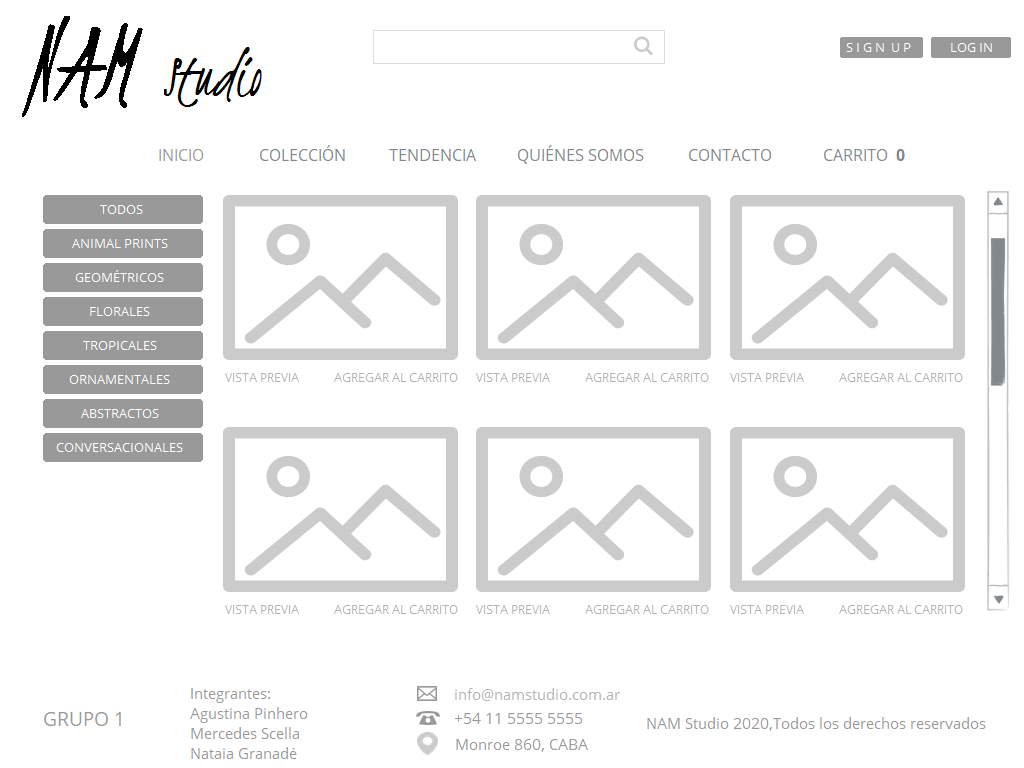 NAM studio
SIGN UP
LOGIN
INICIO COLECCIÓN TENDENCIA QUIÉNES SOMOS CONTACTO CARRITO 0
TODOS
ANIMAL PRINTS
GEOMÉTRICOS
FLORALES
TROPICALES
ORNAMENTALES
ABSTRACTOS
CONVERSACIONALES
VISTA PREVIA AGREGAR AL CARRITO VISTA PREVIA AGREGAR AL CARRITO VISTA PREVIA AGREGAR AL CARRITO
VISTA PREVIA AGREGAR AL CARRITO VISTA PREVIA AGREGAR AL CARRITO VISTA PREVIA AGREGAR AL CARRITO
GRUPO 1
Integrantes:
Agustina Pinhero
Mercedes Scella
Nataia Granadé
info@namstudio.com.ar
+54 11 5555 5555
Monroe 860, CABA
NAM Studio 2020,Todos los derechos reservados